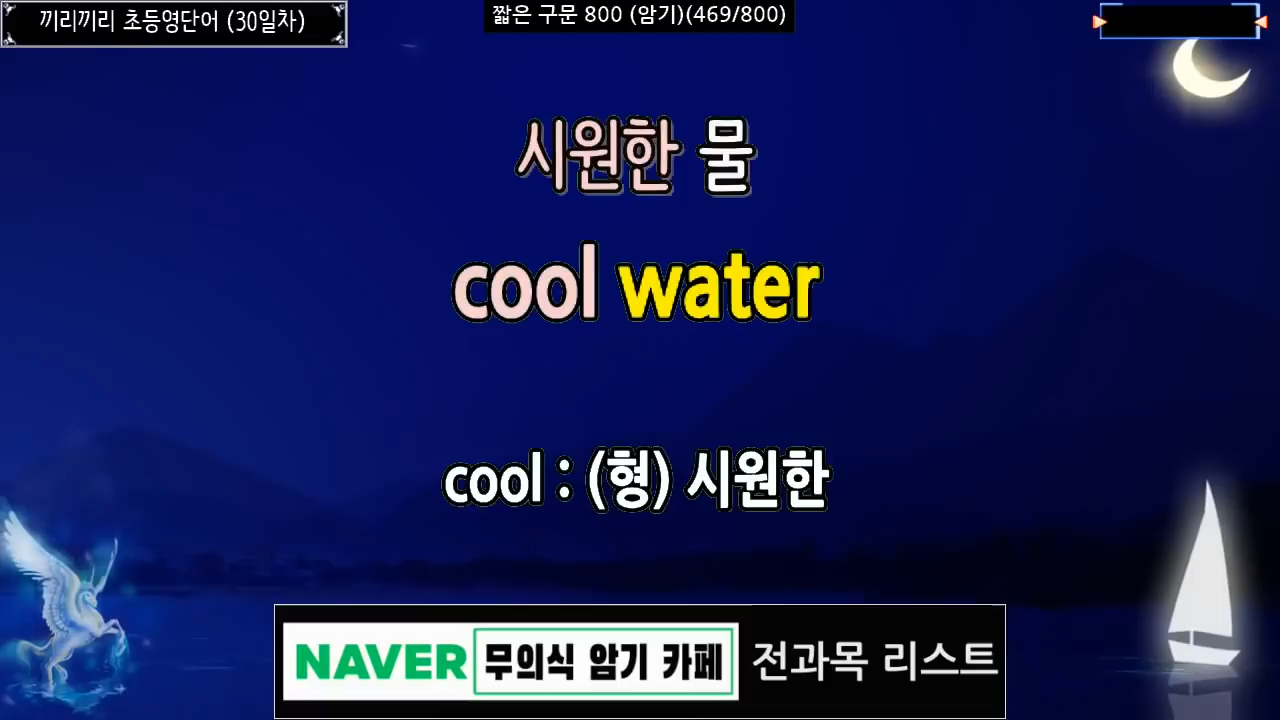 끼리끼리 초등영단어 (30일차)
짧은 구문 800 (암기)(469/800)
시원한 물
cool water
cool : (형) 시원한
NAVER 무의식 암기 카페 전과목 리스트